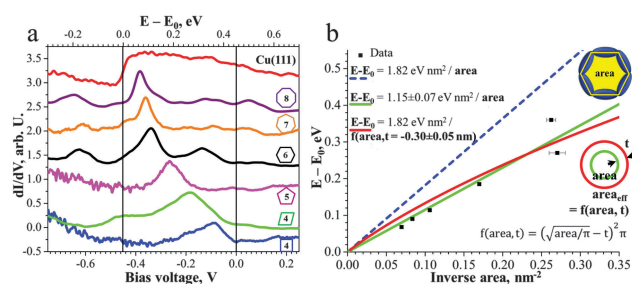 a
E – E₀, eV
-0.2 0.0 0.2 0.4 0.6
3.5
3.0
2.5
2.0
1.5
1.0
0.5
0.0
-0.5
dI/dV, arb. U.
Cu(111)
8
7
6
5
4
4
-0.6 -0.4 -0.2 0.0 0.2
Bias voltage, V
b
0.5
0.4
0.3
0.2
0.1
0.0
E – E₀, eV
Data
E-E₀ = 1.82 eV nm² / area
E-E₀ = 1.15±0.07 eV nm² / area
E-E₀ = 1.82 eV nm² /
f(area,t = -0.30±0.05 nm)
area
t
area
area_eff
= f(area, t)
f(area, t) = (√area/π − t)²π
0.00 0.05 0.10 0.15 0.20 0.25 0.30 0.35
Inverse area, nm⁻²